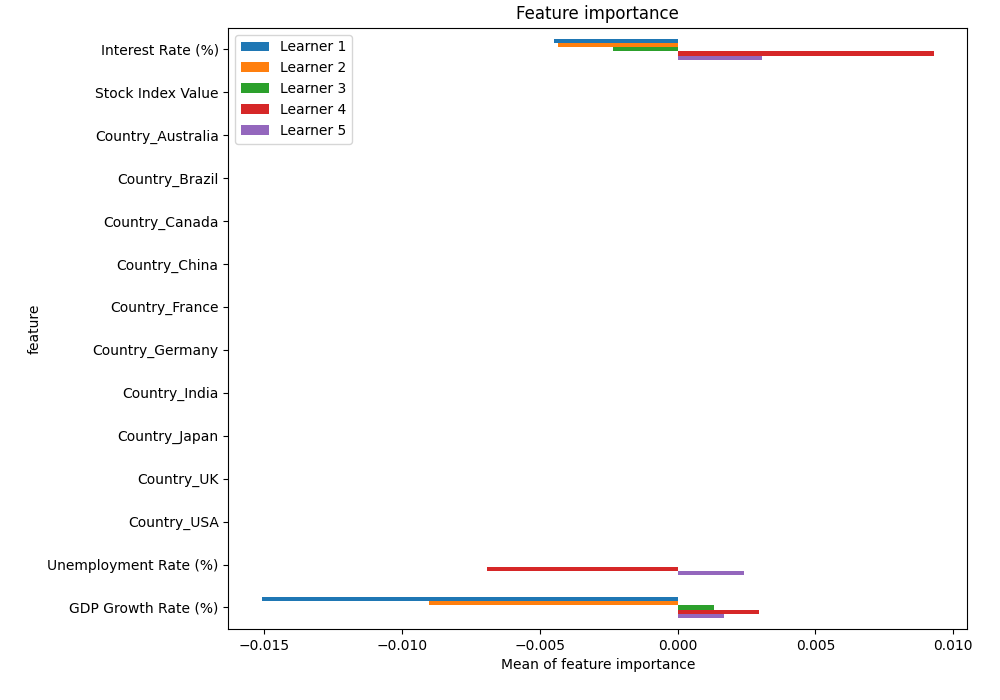 Feature importance
Interest Rate (%)
Stock Index Value
Country_Australia
Country_Brazil
Country_Canada
Country_China
Country_France
Country_Germany
Country_India
Country_Japan
Country_UK
Country_USA
Unemployment Rate (%)
GDP Growth Rate (%)
feature
Learner 1
Learner 2
Learner 3
Learner 4
Learner 5
−0.015 −0.010 −0.005 0.000 0.005 0.010
Mean of feature importance